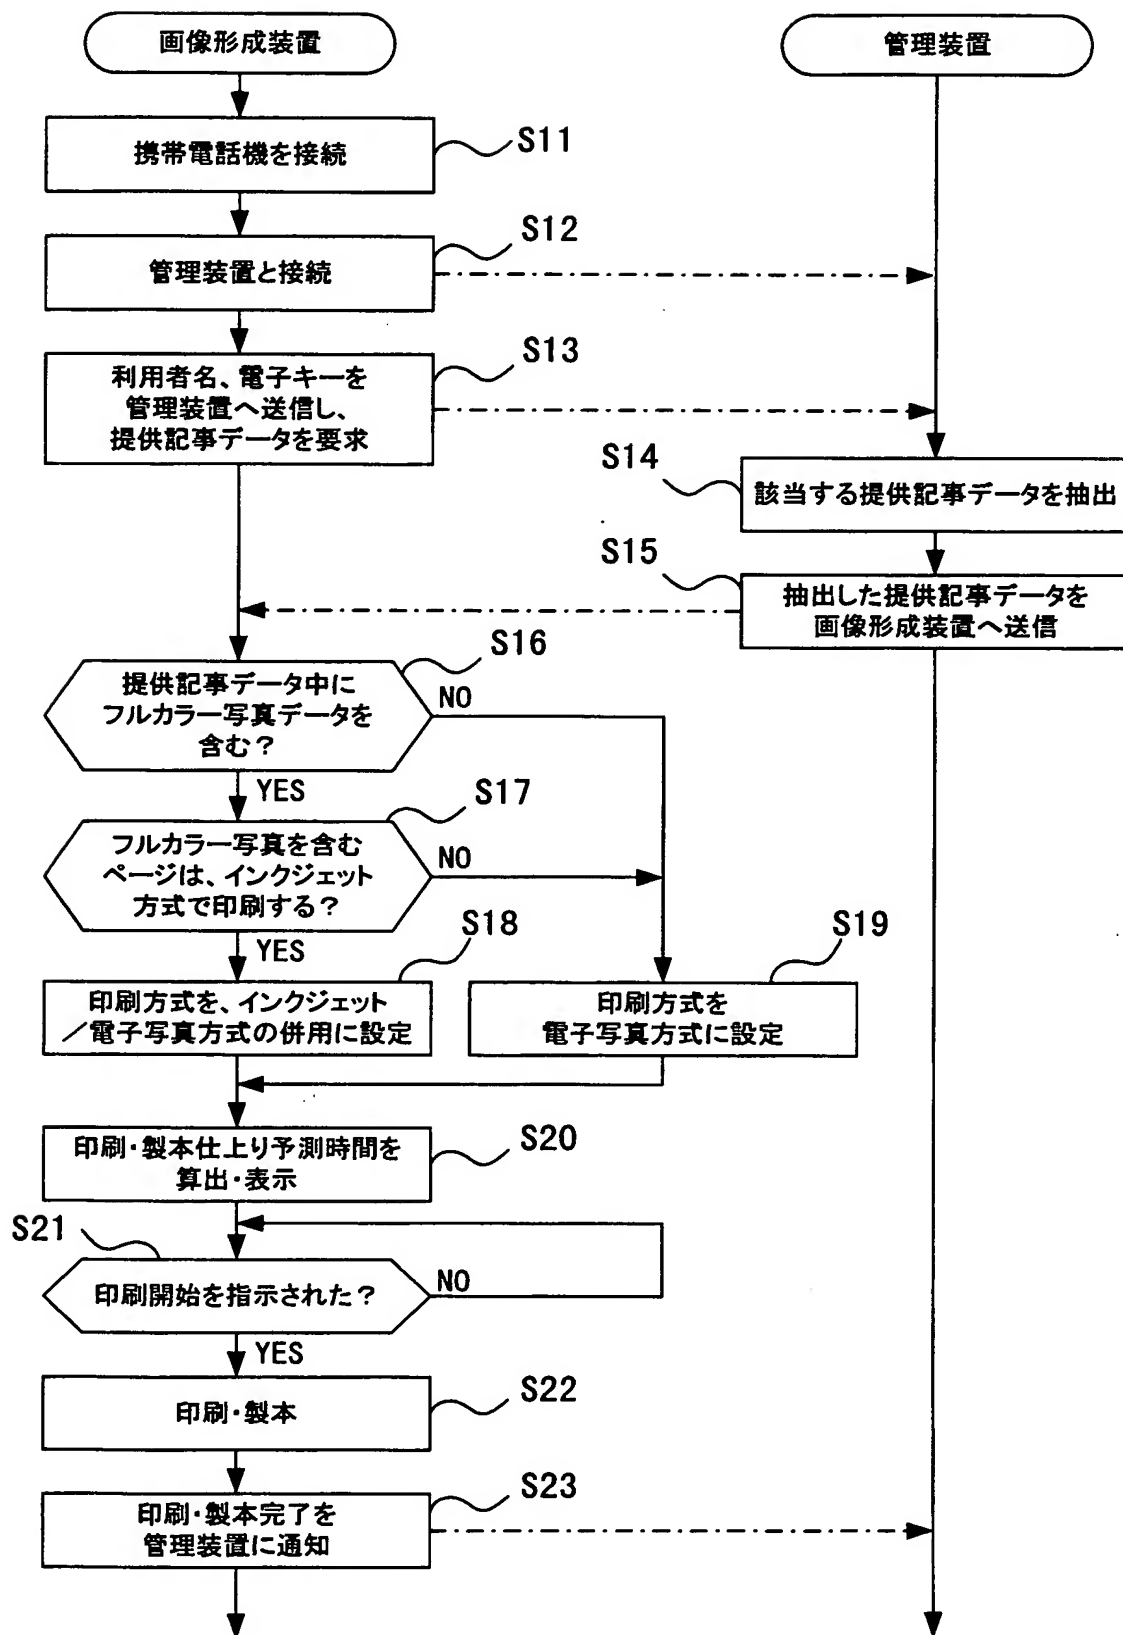 画像形成装置
管理装置
携帯電話機を接続
S11
管理装置と接続
S12
利用者名、電子キーを
管理装置へ送信し、
提供記事データを要求
S13
S14
該当する提供記事データを抽出
S15
抽出した提供記事データを
画像形成装置へ送信
S16
提供記事データ中に
フルカラー写真データを
含む？
NO
YES
S17
フルカラー写真を含む
ページは、インクジェット
方式で印刷する？
NO
YES
S18
印刷方式を、インクジェット
／電子写真方式の併用に設定
S19
印刷方式を
電子写真方式に設定
印刷・製本仕上り予測時間を
算出・表示
S20
S21
印刷開始を指示された？
NO
YES
印刷・製本
S22
印刷・製本完了を
管理装置に通知
S23